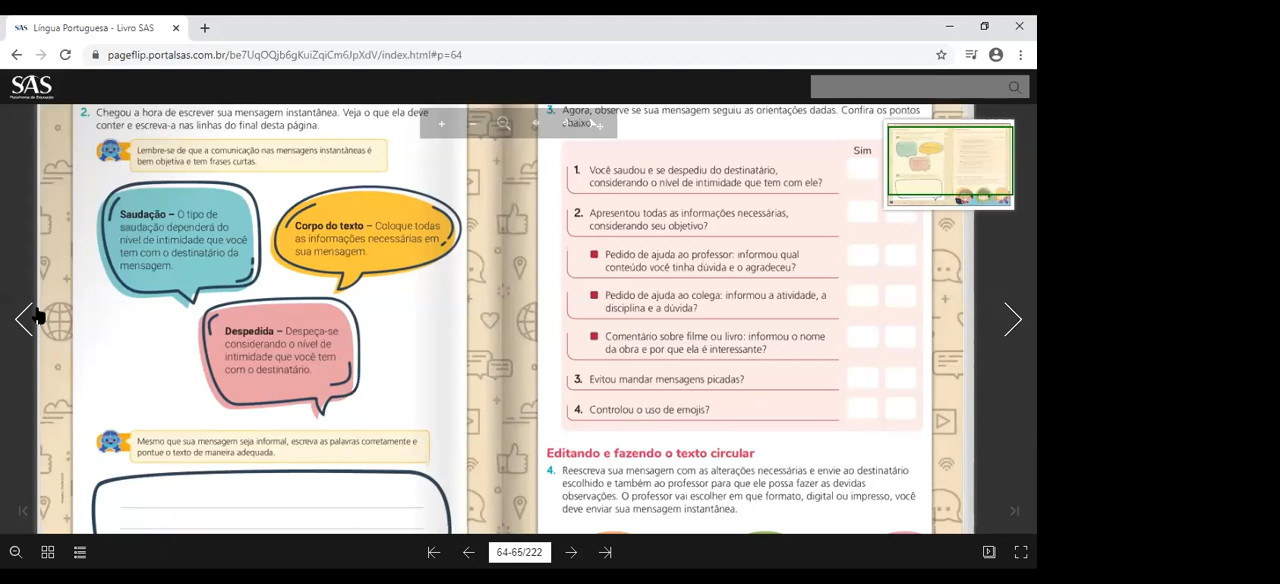 SAS Língua Portuguesa - Livro SAS
pageflip.portalsas.com.br/be7UqOQjb6gKuiZqiCm6JpXdV/index.html#p=64
SAS
Plataforma de Educação
2. Chegou a hora de escrever sua mensagem instantânea. Veja o que ela deve
conter e escreva-a nas linhas do final desta página.
Lembre-se de que a comunicação nas mensagens instantâneas é
bem objetiva e tem frases curtas.
Saudação – O tipo de
saudação dependerá do
nível de intimidade que você
tem com o destinatário da
mensagem.
Corpo do texto – Coloque todas
as informações necessárias em
sua mensagem.
Despedida – Despeça-se
considerando o nível de
intimidade que você tem
com o destinatário.
Mesmo que sua mensagem seja informal, escreva as palavras corretamente e
pontue o texto de maneira adequada.
3. Agora, observe se sua mensagem seguiu as orientações dadas. Confira os pontos
abaixo.
Sim
1. Você saudou e se despediu do destinatário,
considerando o nível de intimidade que tem com ele?
2. Apresentou todas as informações necessárias,
considerando seu objetivo?
Pedido de ajuda ao professor: informou qual
conteúdo você tinha dúvida e o agradeceu?
Pedido de ajuda ao colega: informou a atividade, a
disciplina e a dúvida?
Comentário sobre filme ou livro: informou o nome
da obra e por que ela é interessante?
3. Evitou mandar mensagens picadas?
4. Controlou o uso de emojis?
Editando e fazendo o texto circular
4. Reescreva sua mensagem com as alterações necessárias e envie ao destinatário
escolhido e também ao professor para que ele possa fazer as devidas
observações. O professor vai escolher em que formato, digital ou impresso, você
deve enviar sua mensagem instantânea.
64-65/222